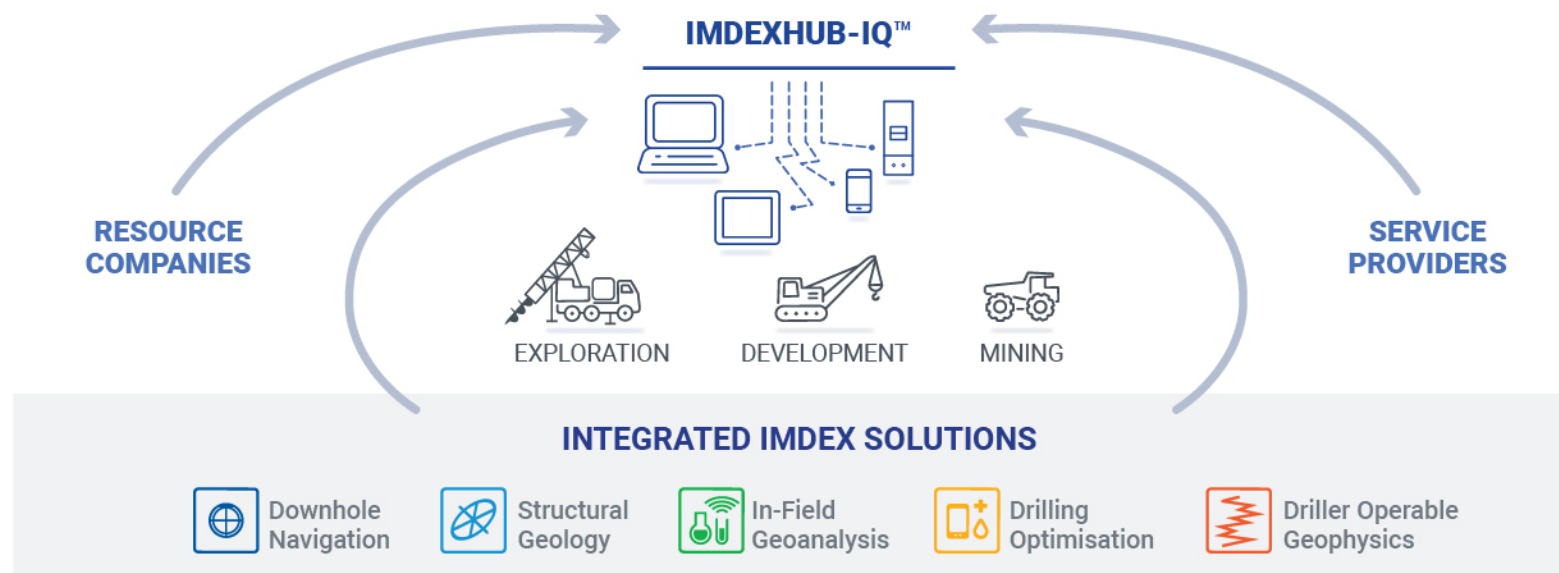 IMDEXHUB-IQ™
RESOURCE
COMPANIES
SERVICE
PROVIDERS
EXPLORATION
DEVELOPMENT
MINING
INTEGRATED IMDEX SOLUTIONS
Downhole
Navigation
Structural
Geology
In-Field
Geoanalysis
Drilling
Optimisation
Driller Operable
Geophysics